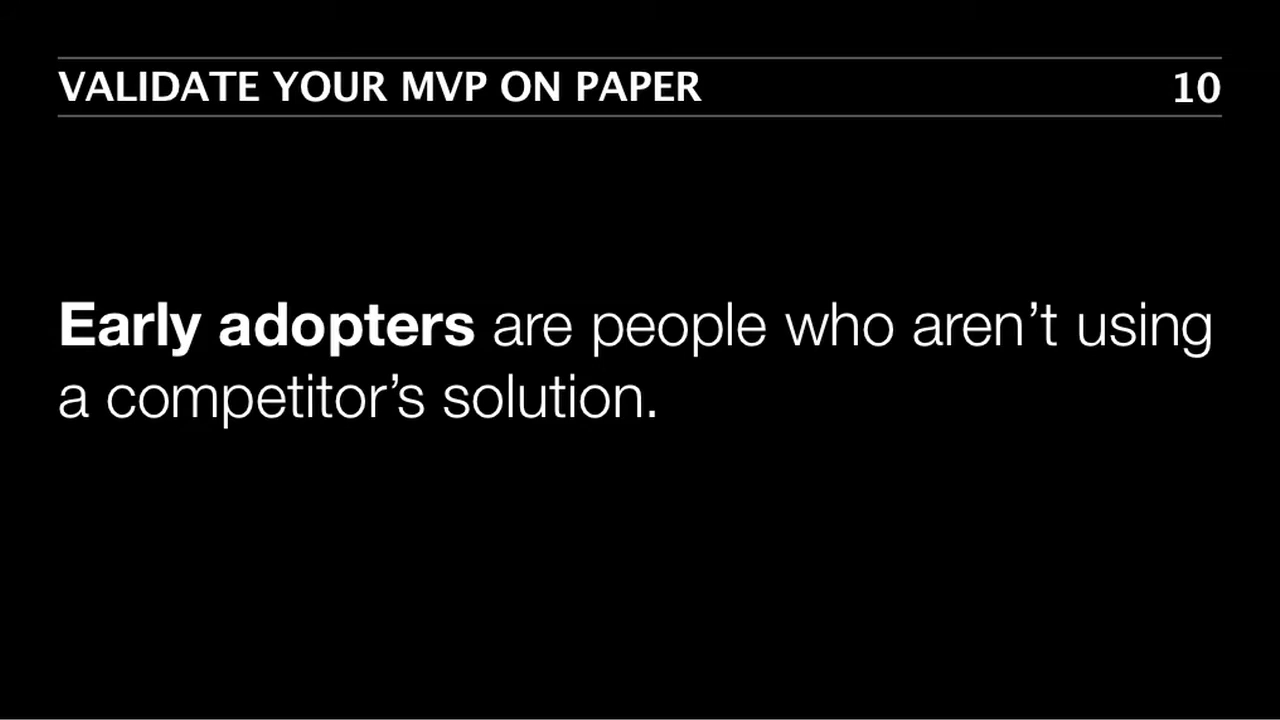 VALIDATE YOUR MVP ON PAPER 10
Early adopters are people who aren’t using
a competitor’s solution.